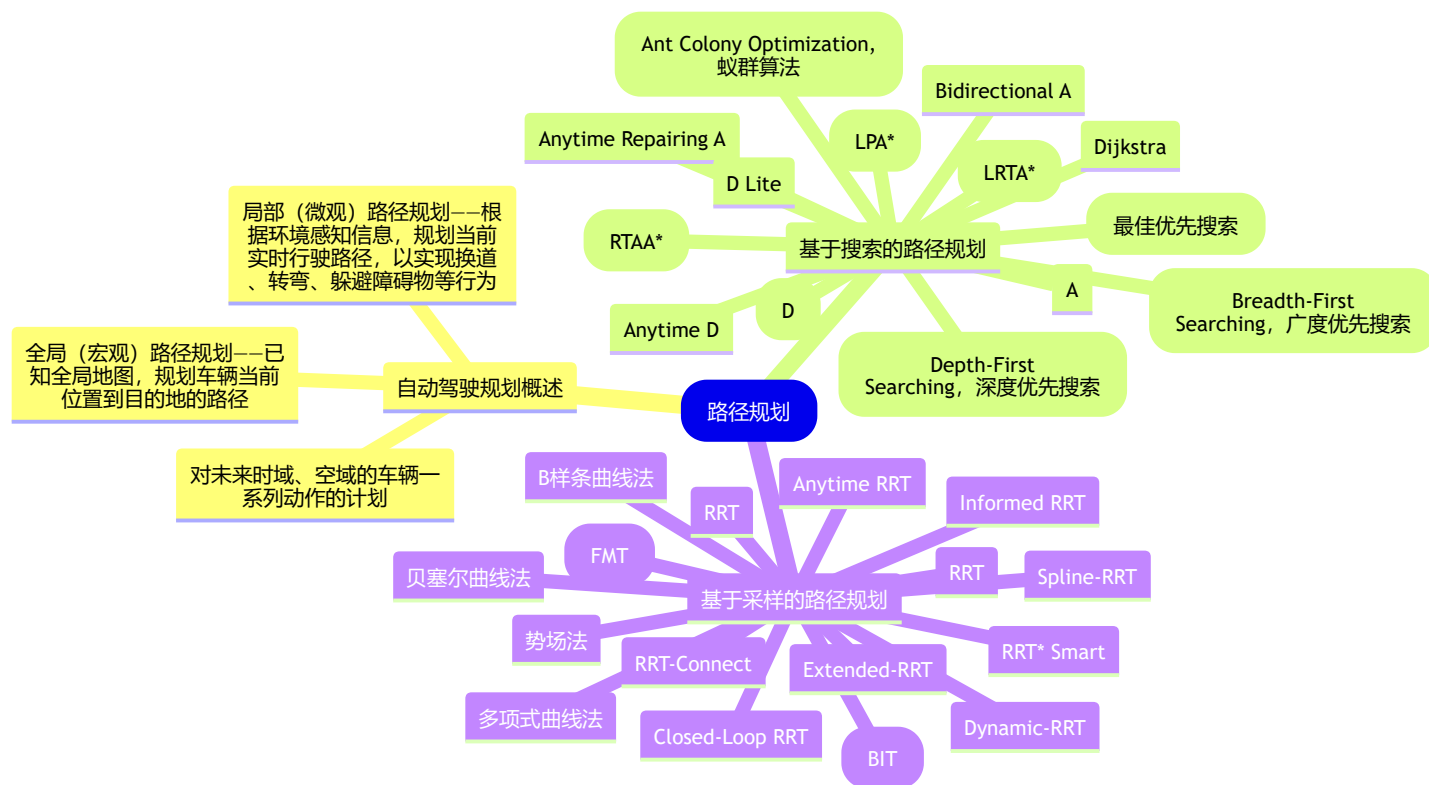 Ant Colony Optimization,
蚁群算法
Bidirectional A
Anytime Repairing A
LPA*
Dijkstra
D Lite
LRTA*
局部（微观）路径规划——根
据环境感知信息，规划当前
实时行驶路径，以实现换道
、转弯、躲避障碍物等行为
RTAA*
基于搜索的路径规划
最佳优先搜索
A
Breadth-First
Searching，广度优先搜索
Anytime D
D
全局（宏观）路径规划——已
知全局地图，规划车辆当前
位置到目的地的路径
自动驾驶规划概述
Depth-First
Searching，深度优先搜索
路径规划
对未来时域、空域的车辆一
系列动作的计划
B样条曲线法
RRT
Anytime RRT
Informed RRT
FMT
贝塞尔曲线法
基于采样的路径规划
RRT
Spline-RRT
势场法
RRT-Connect
Extended-RRT
RRT* Smart
多项式曲线法
Closed-Loop RRT
BIT
Dynamic-RRT